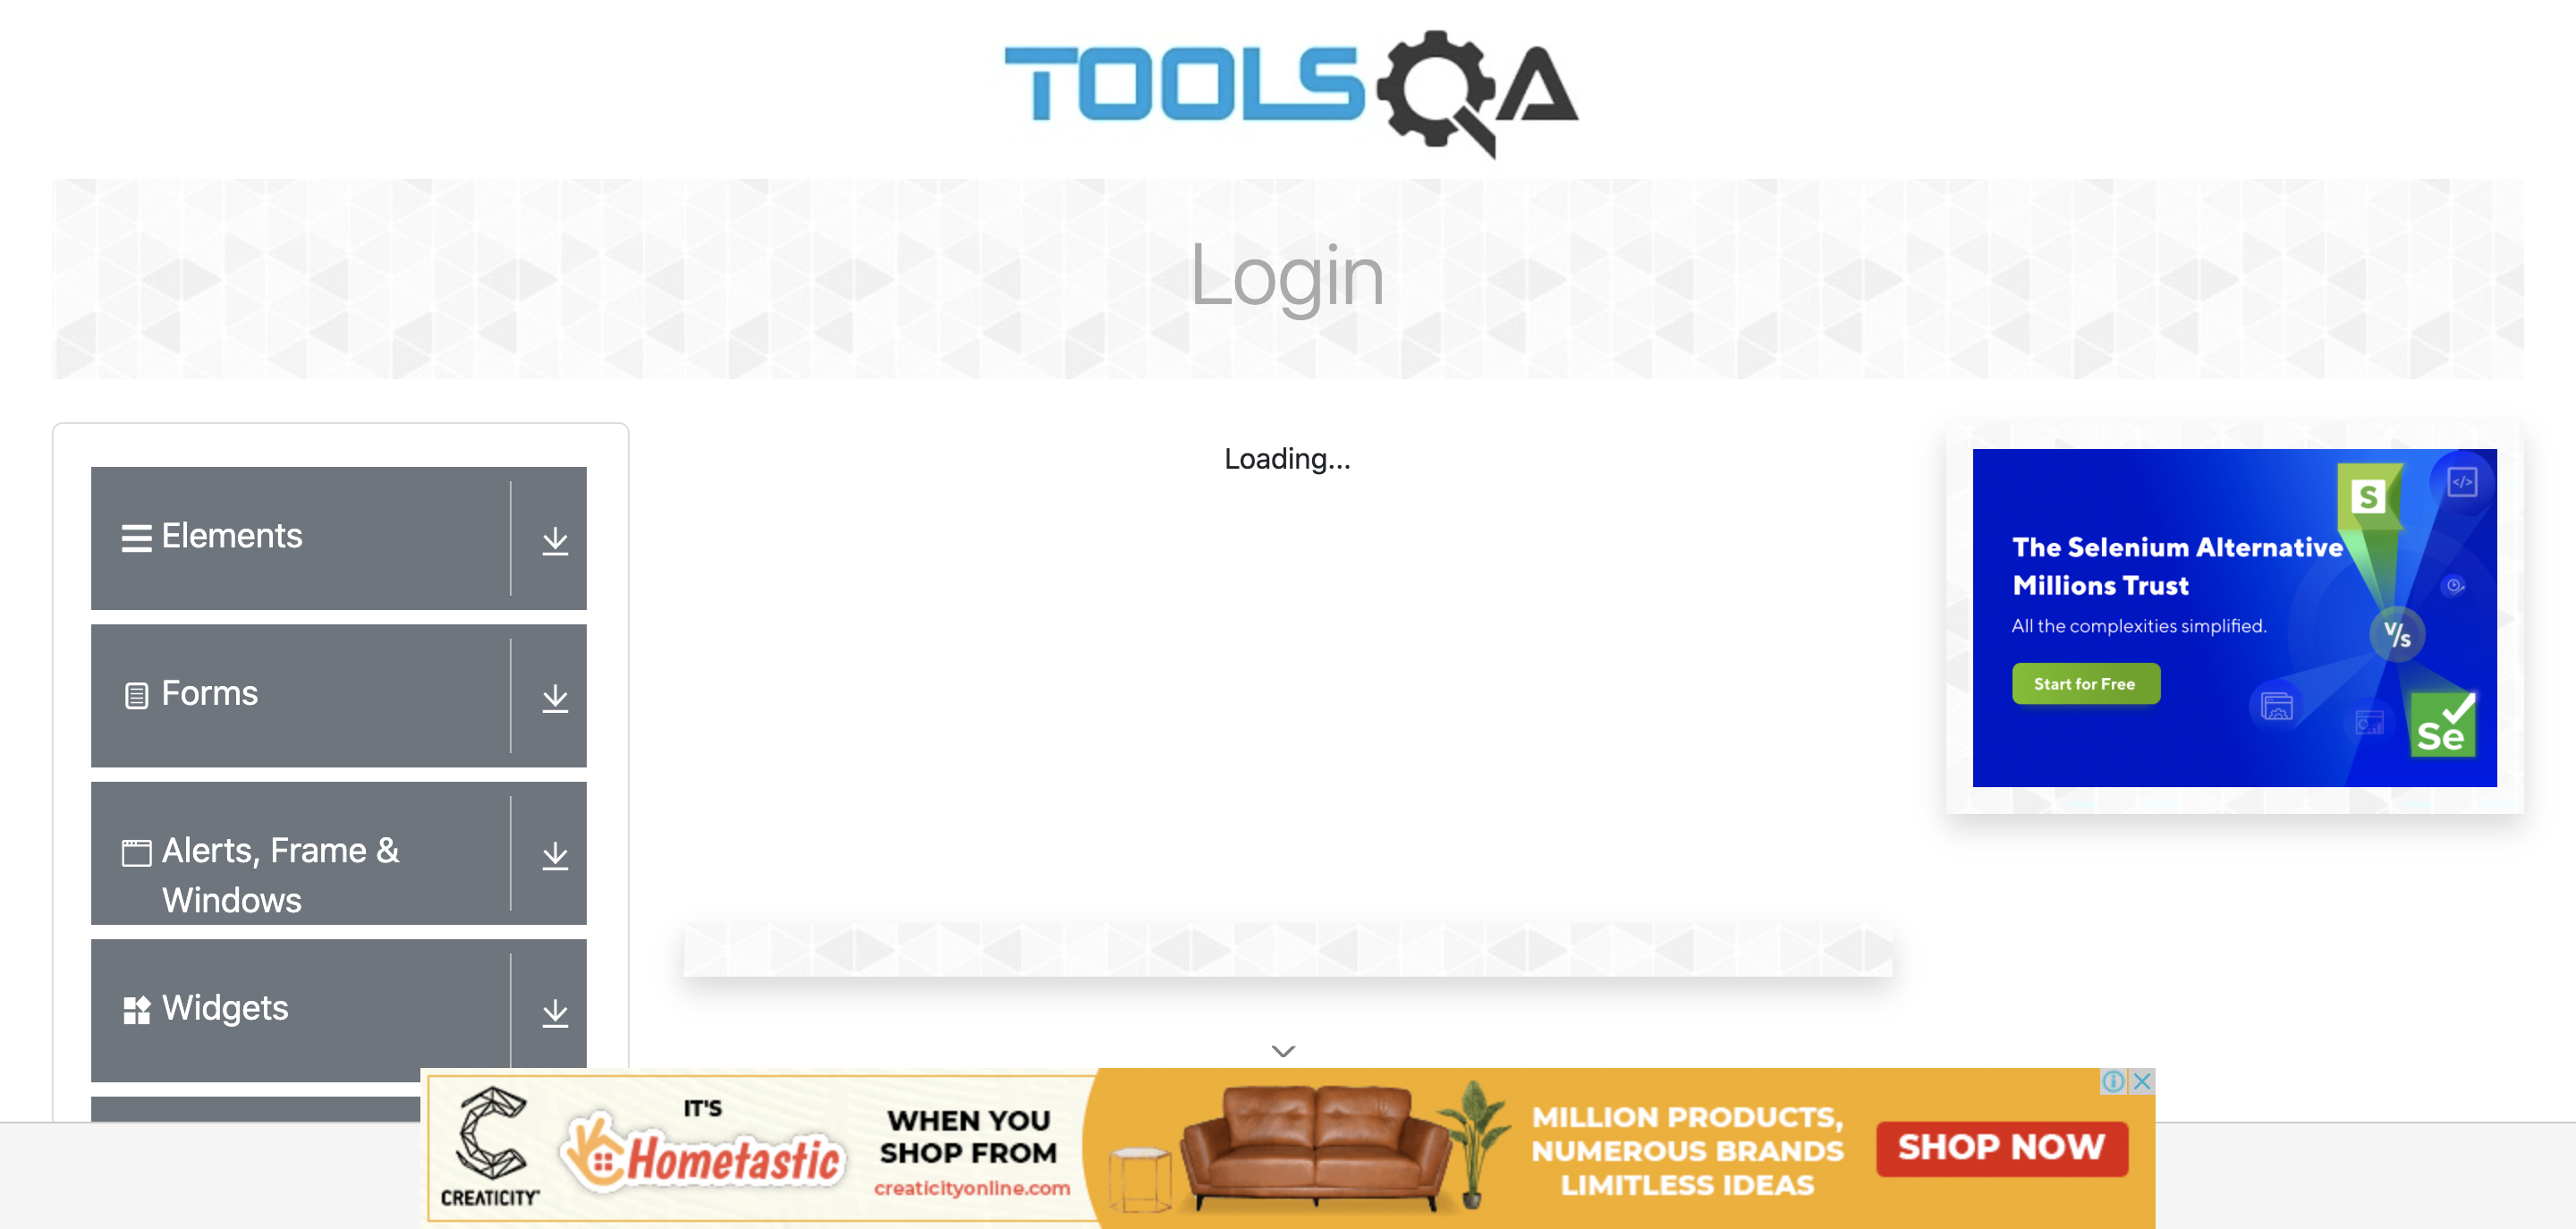 TOOLSQA
Login
Elements
Forms
Alerts, Frame &
Windows
Widgets
Loading...
The Selenium Alternative
Millions Trust
All the complexities simplified.
Start for Free
S
</>
V/s
Se
CREATICITY
IT'S
Hometastic
WHEN YOU
SHOP FROM
creaticityonline.com
MILLION PRODUCTS,
NUMEROUS BRANDS
LIMITLESS IDEAS
SHOP NOW